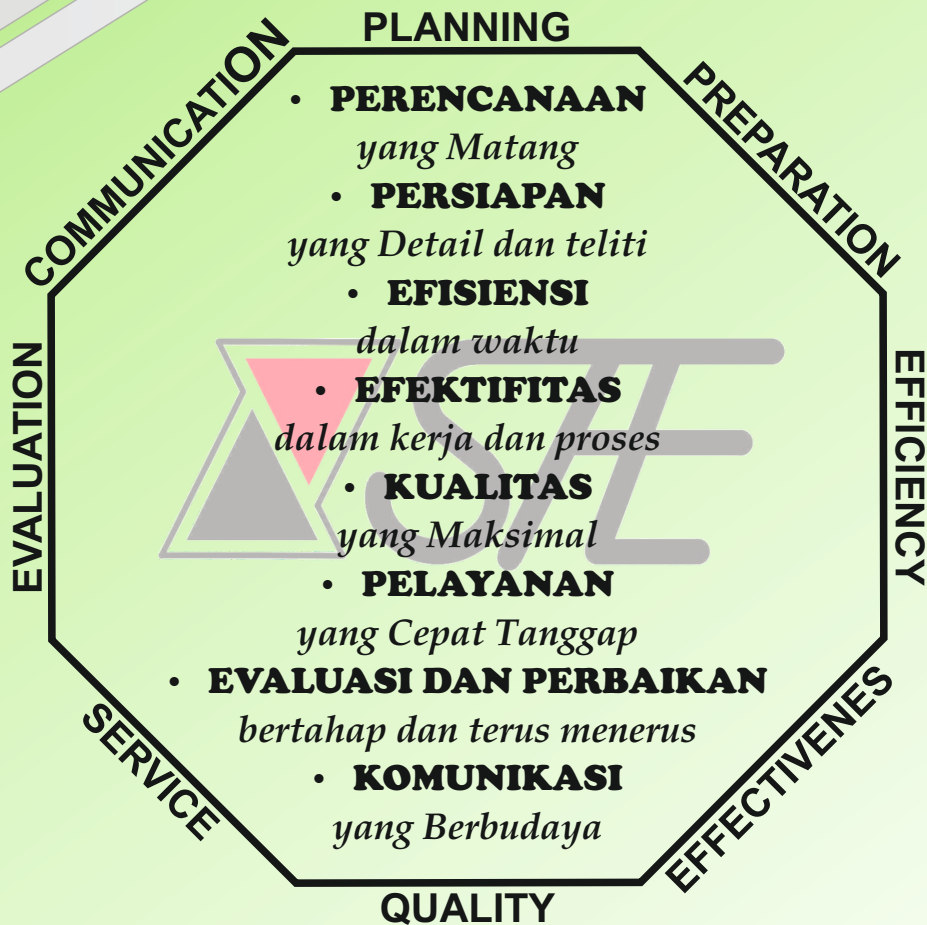 PLANNING
PREPARATION
EFFICIENCY
EFFECTIVENES
QUALITY
SERVICE
EVALUATION
COMMUNICATION
• PERENCANAAN
yang Matang
• PERSIAPAN
yang Detail dan teliti
• EFISIENSI
dalam waktu
• EFEKTIFITAS
dalam kerja dan proses
• KUALITAS
yang Maksimal
• PELAYANAN
yang Cepat Tanggap
• EVALUASI DAN PERBAIKAN
bertahap dan terus menerus
• KOMUNIKASI
yang Berbudaya